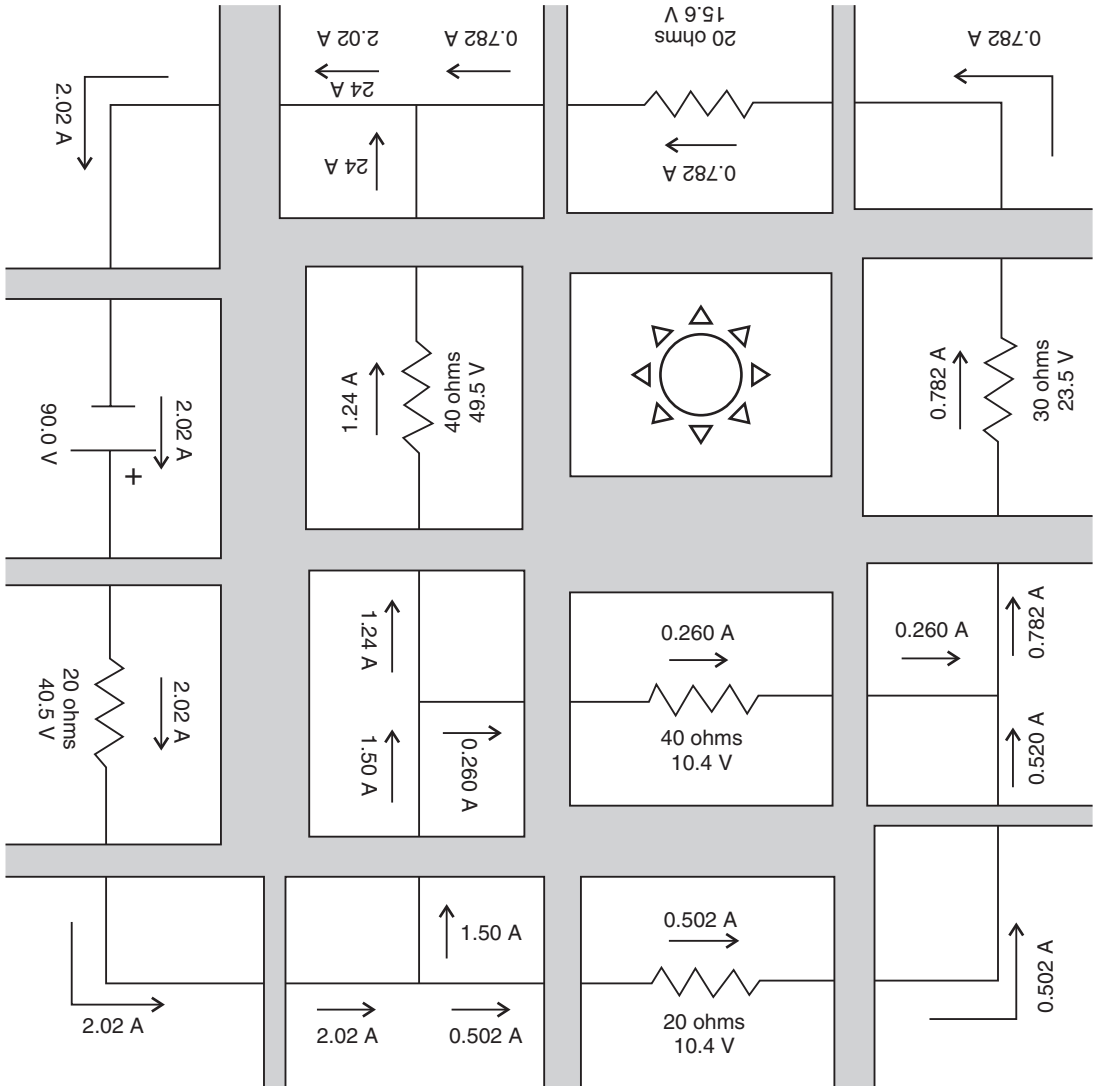 2.02 A
2.02 A
24 A
24 A
0.782 A
20 ohms
15.6 V
0.782 A
0.782 A
90.0 V
+
2.02 A
1.24 A
40 ohms
49.5 V
0.782 A
30 ohms
23.5 V
20 ohms
40.5 V
2.02 A
1.24 A
1.50 A
0.260 A
0.260 A
40 ohms
10.4 V
0.260 A
0.782 A
0.520 A
2.02 A
1.50 A
2.02 A
0.502 A
0.502 A
20 ohms
10.4 V
0.502 A